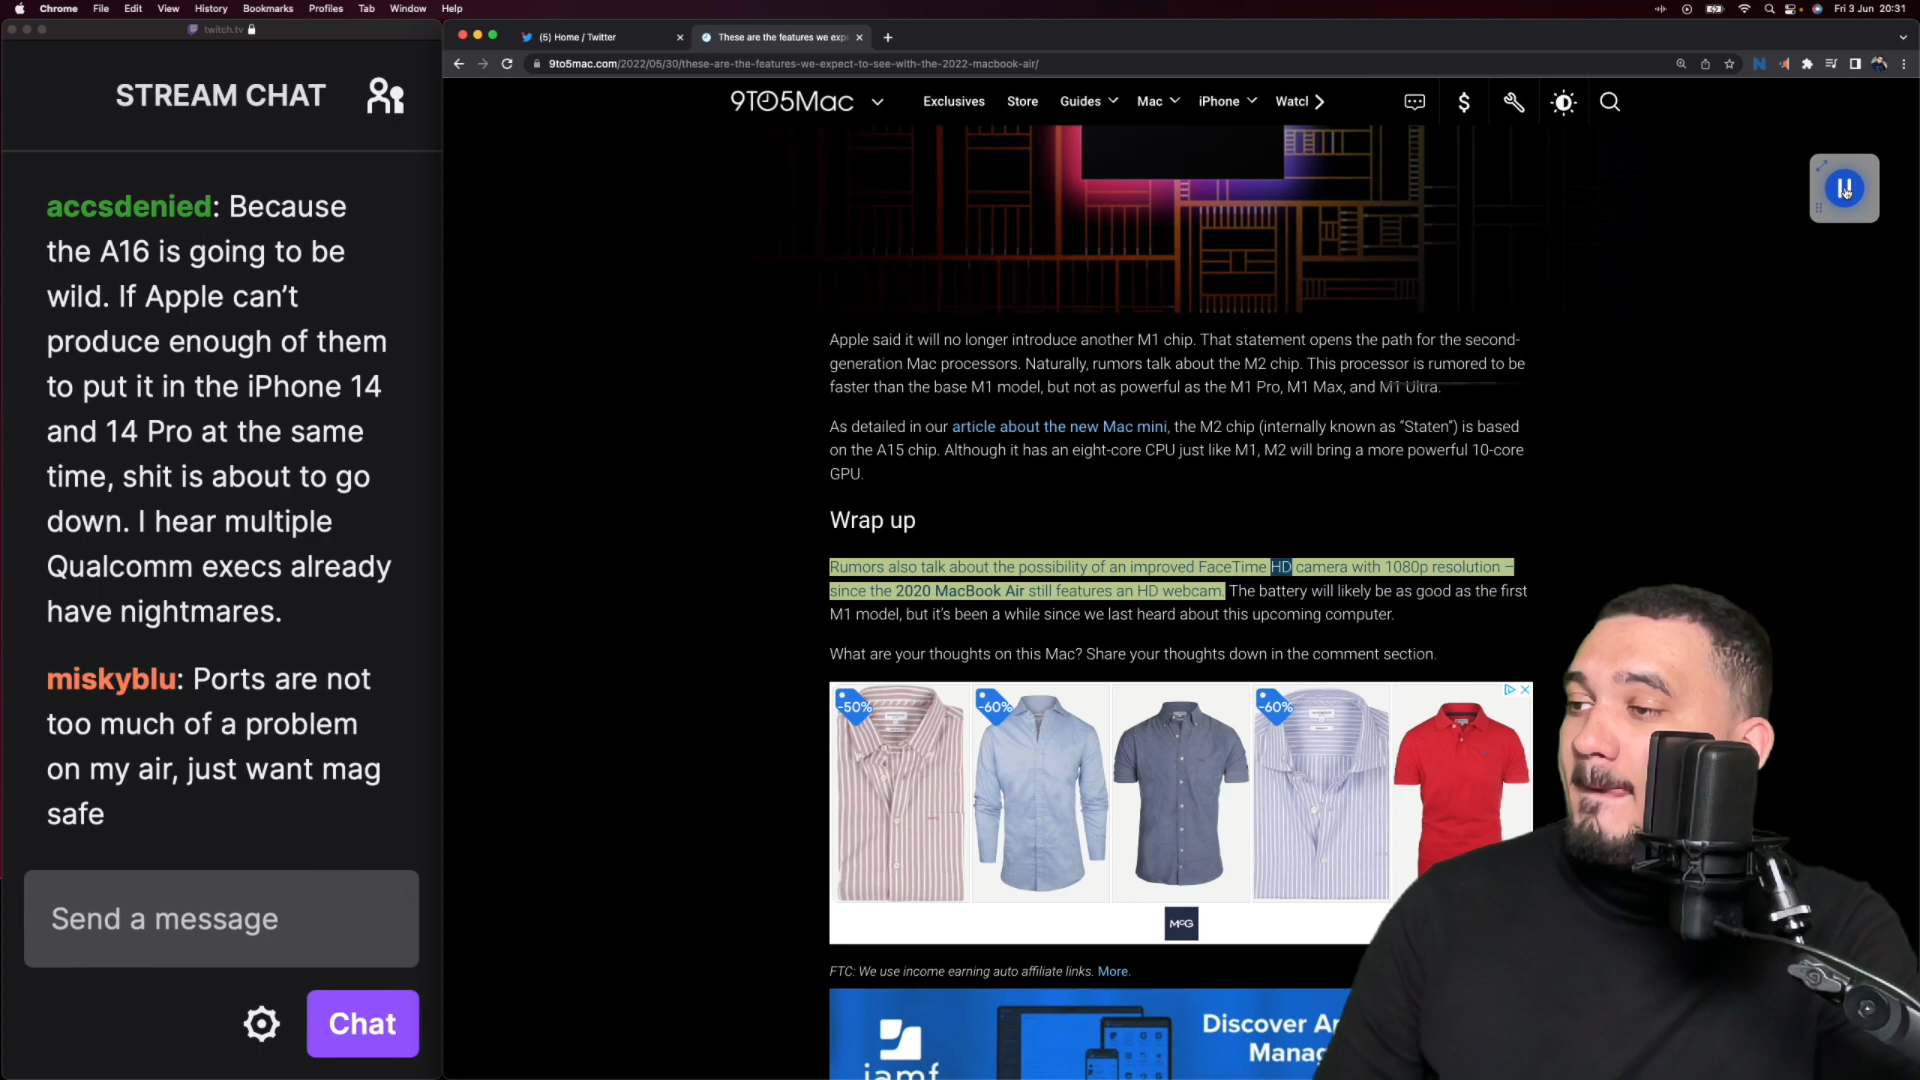 Chrome File Edit View History Bookmarks Profiles Tab Window Help
Fri 3 Jun 20:31
twitch.tv
(5) Home / Twitter
These are the features we exp
9to5mac.com/2022/05/30/these-are-the-features-we-expect-to-see-with-the-2022-macbook-air/
STREAM CHAT
accsdenied: Because
the A16 is going to be
wild. If Apple can’t
produce enough of them
to put it in the iPhone 14
and 14 Pro at the same
time, shit is about to go
down. I hear multiple
Qualcomm execs already
have nightmares.
miskyblu: Ports are not
too much of a problem
on my air, just want mag
safe
Send a message
Chat
9TO5Mac
Exclusives Store Guides Mac iPhone Watcl
Apple said it will no longer introduce another M1 chip. That statement opens the path for the second-
generation Mac processors. Naturally, rumors talk about the M2 chip. This processor is rumored to be
faster than the base M1 model, but not as powerful as the M1 Pro, M1 Max, and M1 Ultra.
As detailed in our article about the new Mac mini, the M2 chip (internally known as “Staten”) is based
on the A15 chip. Although it has an eight-core CPU just like M1, M2 will bring a more powerful 10-core
GPU.
Wrap up
Rumors also talk about the possibility of an improved FaceTime HD camera with 1080p resolution –
since the 2020 MacBook Air still features an HD webcam. The battery will likely be as good as the first
M1 model, but it’s been a while since we last heard about this upcoming computer.
What are your thoughts on this Mac? Share your thoughts down in the comment section.
-50%
-60%
-60%
McG
FTC: We use income earning auto affiliate links. More.
jamf
Discover Ap
Manag